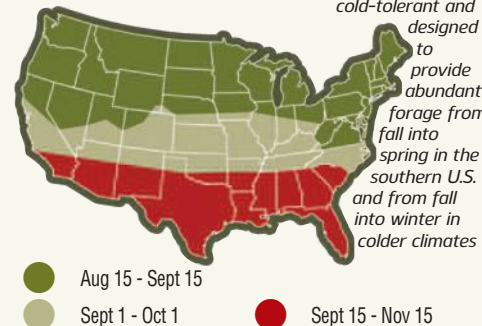 cold-tolerant and
designed
to
provide
abundant
forage from
fall into
spring in the
southern U.S.
and from fall
into winter in
colder climates
Aug 15 - Sept 15
Sept 1 - Oct 1
Sept 15 - Nov 15